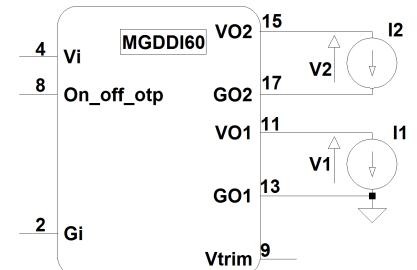 15
VO2
I2
MGDDI60
4
Vi
V2
8
On_off_otp
GO2
17
11
VO1
I1
V1
13
GO1
2
Gi
Vtrim
9